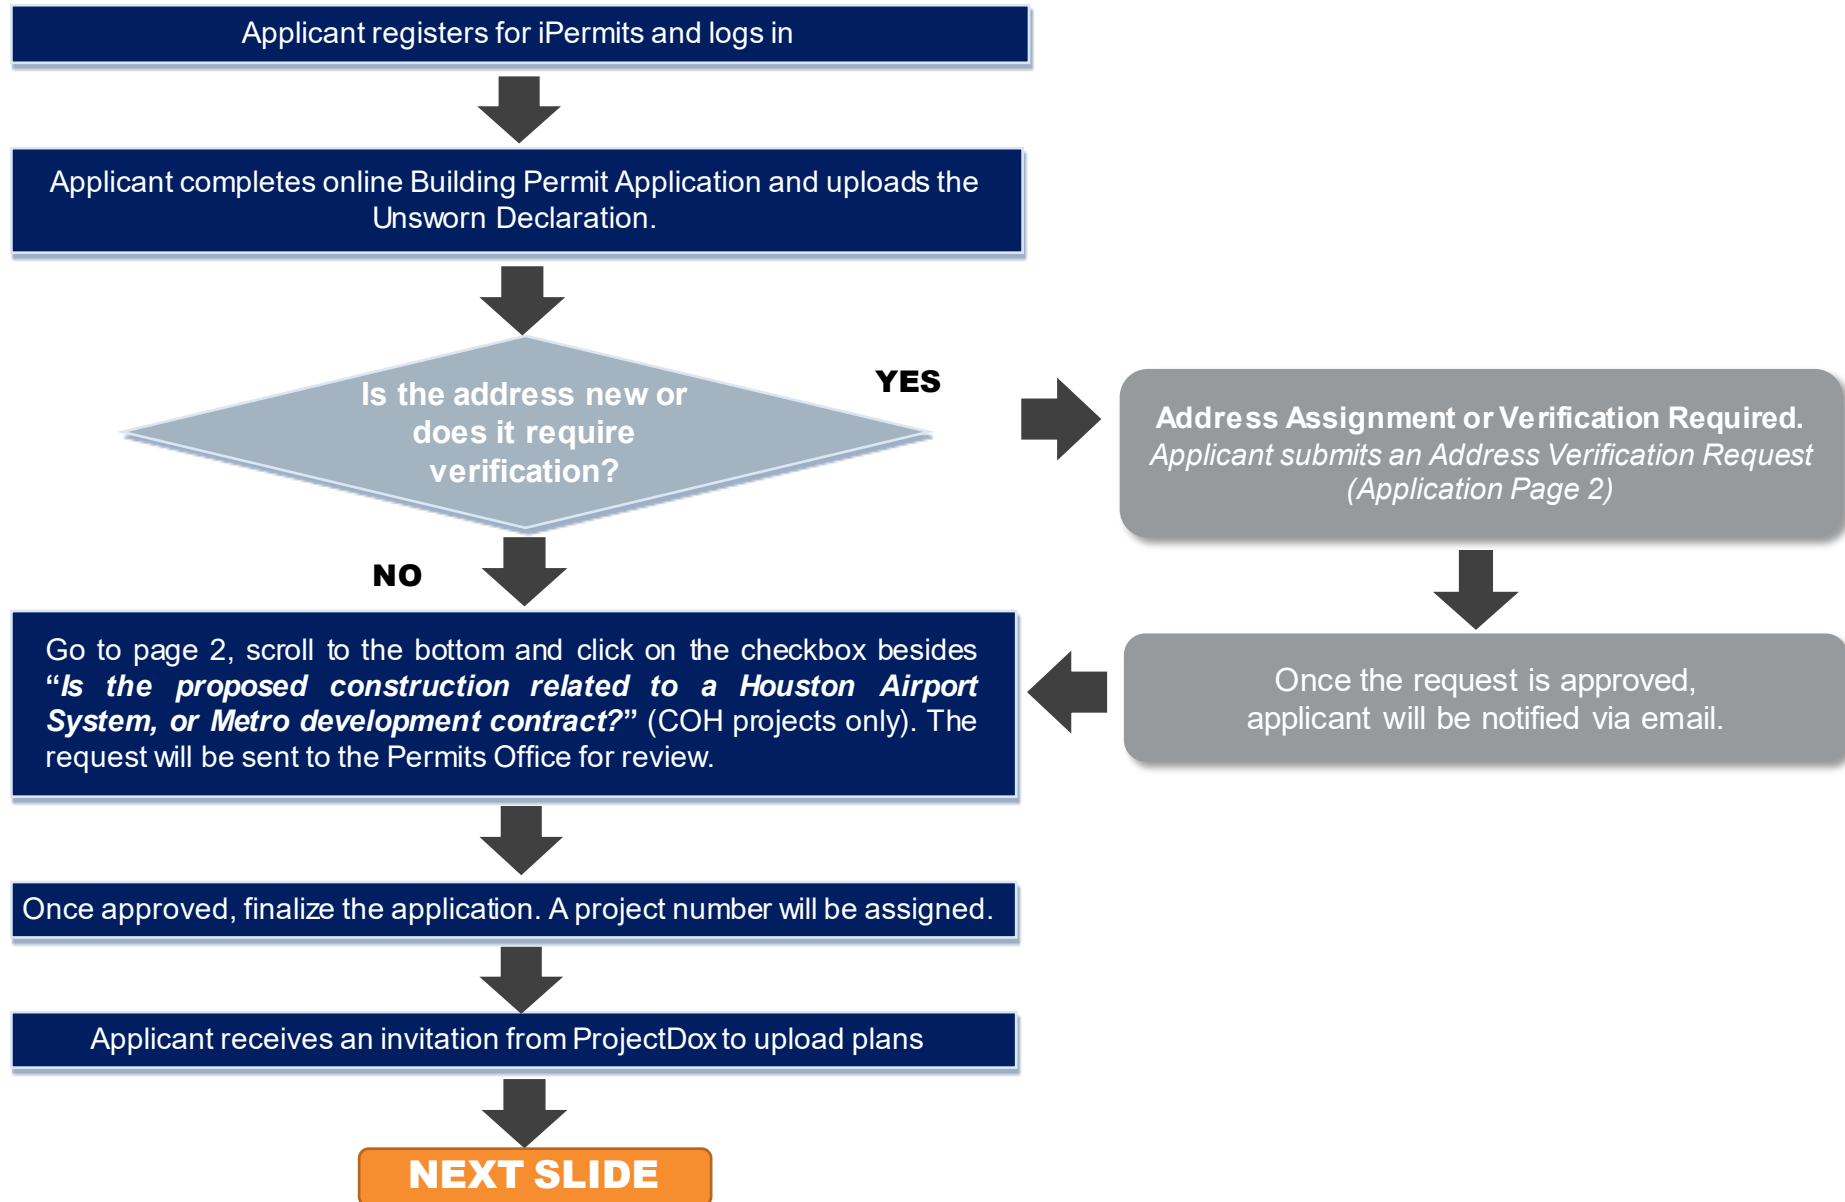 Applicant registers for iPermits and logs in
Applicant completes online Building Permit Application and uploads the
Unsworn Declaration.
Is the address new or
does it require
verification?
YES
Address Assignment or Verification Required.
Applicant submits an Address Verification Request
(Application Page 2)
NO
Once the request is approved,
applicant will be notified via email.
Go to page 2, scroll to the bottom and click on the checkbox besides
“Is the proposed construction related to a Houston Airport
System, or Metro development contract?” (COH projects only). The
request will be sent to the Permits Office for review.
Once approved, finalize the application. A project number will be assigned.
Applicant receives an invitation from ProjectDox to upload plans
NEXT SLIDE